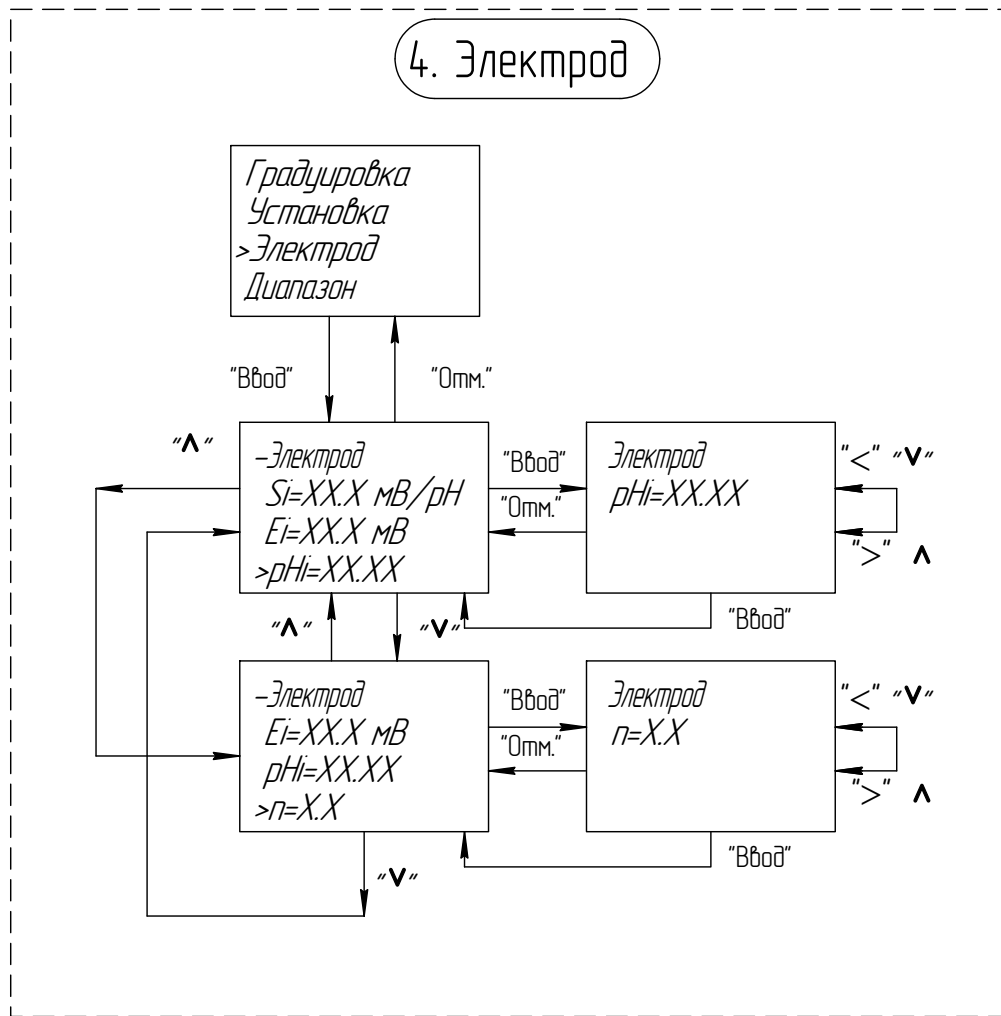 4. Электрод
Градуировка
Установка
>Электрод
Диапазон
"Ввод"
"Отм."
"Λ"
-Электрод
Si=XX.X мВ/pH
Ei=XX.X мВ
>pHi=XX.XX
"Ввод"
"Отм."
Электрод
pHi=XX.XX
"<" "V"
">" Λ
"Ввод"
"Λ"
"V"
-Электрод
Ei=XX.X мВ
pHi=XX.XX
>n=X.X
"Ввод"
"Отм."
Электрод
n=X.X
"<" "V"
">" Λ
"Ввод"
"V"